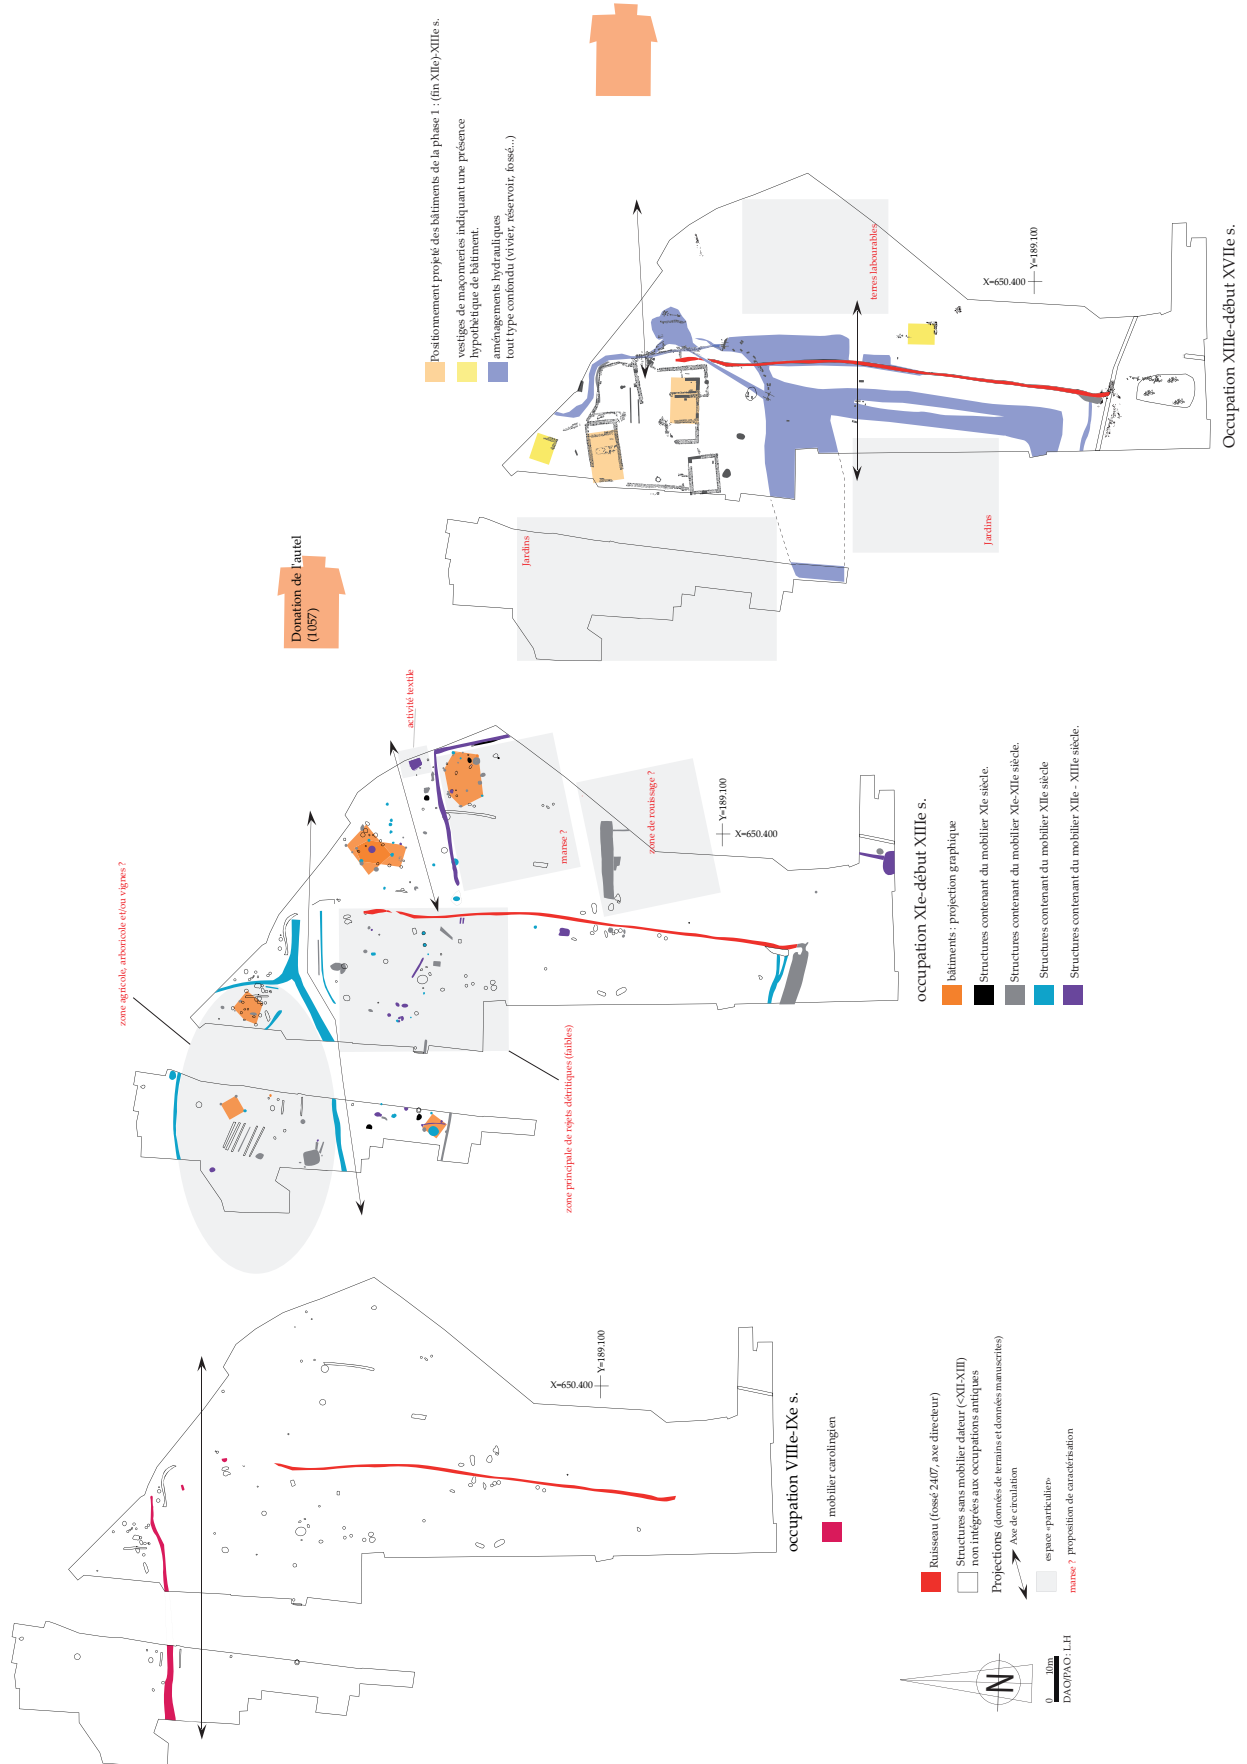 Positionnement projeté des bâtiments de la phase 1 : (fin XIIe)-XIIIe s.
vestiges de maçonneries indiquant une présence
hypothétique de bâtiment.
aménagements hydrauliques
tout type confondu (vivier, réservoir, fossé...)
terres labourables
X=650.400
Y=189.100
Jardins
Jardins
Occupation XIIIe-début XVIIe s.
Donation de l'autel
(1057)
activité textile
zone agricole, arboricole et/ou vignes ?
manse ?
zone de rouissage ?
Y=189.100
X=650.400
zone principale de rejets détritiques (faibles)
occupation XIe-début XIIIe s.
bâtiments : projection graphique
Structures contenant du mobilier XIe siècle.
Structures contenant du mobilier XIe-XIIe siècle.
Structures contenant du mobilier XIIe siècle
Structures contenant du mobilier XIIe - XIIIe siècle.
X=650.400
Y=189.100
occupation VIIIe-IXe s.
mobilier carolingien
Ruisseau (fossé 2407, axe directeur)
Structures sans mobilier dateur (<XII-XIII)
non intégrées aux occupations antiques
Projections (données de terrains et données manuscrites)
Axe de circulation
espace «particulier»
manse ? proposition de caractérisation
N
0 10m
DAO/PAO : L.H